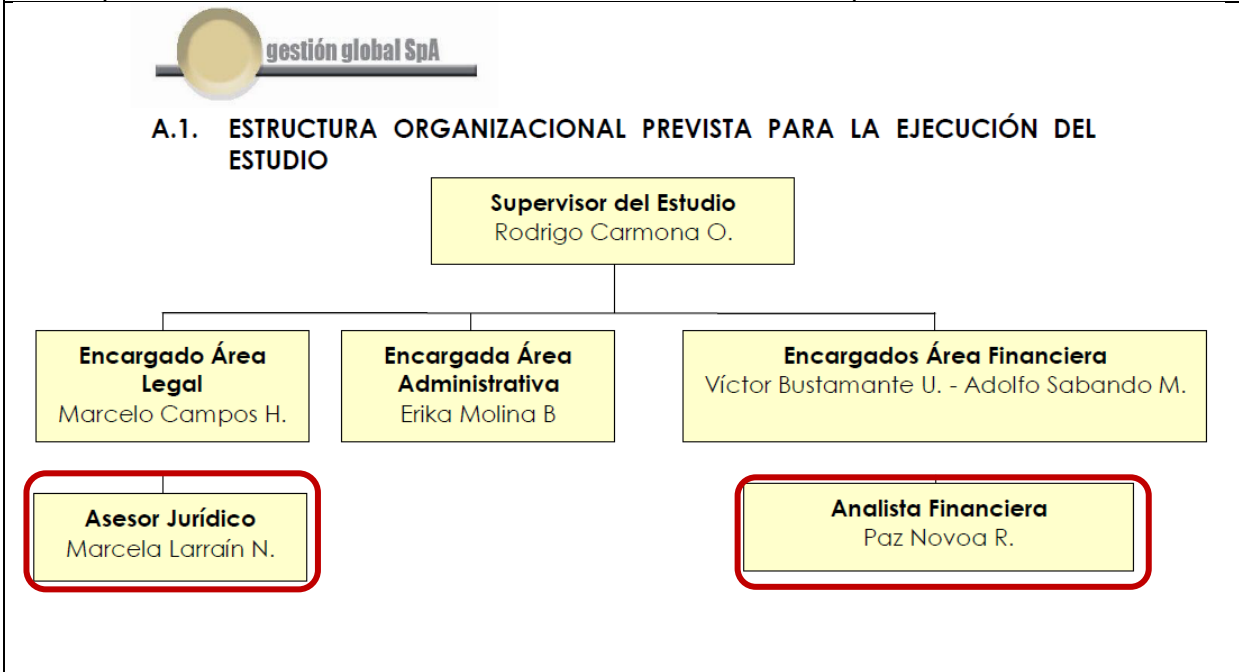 gestión global SpA
A.1. ESTRUCTURA ORGANIZACIONAL PREVISTA PARA LA EJECUCIÓN DEL
ESTUDIO
Supervisor del Estudio
Rodrigo Carmona O.
Encargado Área
Legal
Marcelo Campos H.
Encargada Área
Administrativa
Erika Molina B
Encargados Área Financiera
Víctor Bustamante U. - Adolfo Sabando M.
Asesor Jurídico
Marcela Larraín N.
Analista Financiera
Paz Novoa R.